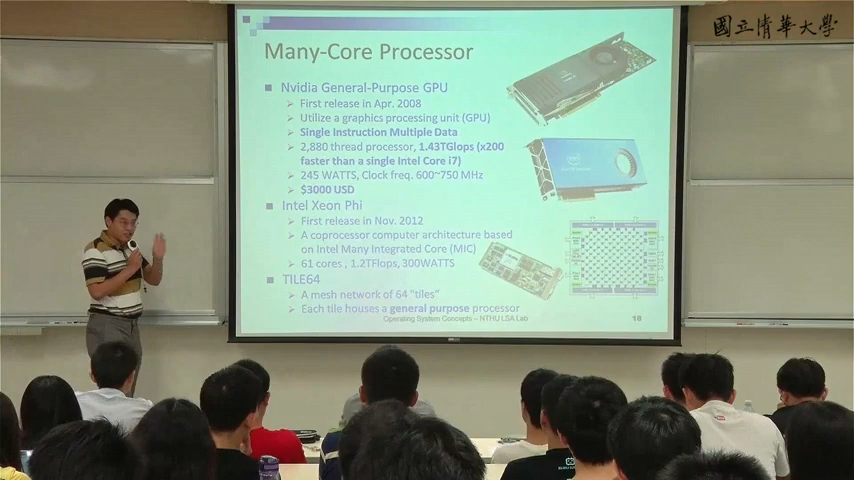 國立清華大學
Many-Core Processor
Nvidia General-Purpose GPU
First release in Apr. 2008
Utilize a graphics processing unit (GPU)
Single Instruction Multiple Data
2,880 thread processor, 1.43TGlops (x200
faster than a single Intel Core i7)
245 WATTS, Clock freq. 600~750 MHz
$3000 USD
Intel Xeon Phi
First release in Nov. 2012
A coprocessor computer architecture based
on Intel Many Integrated Core (MIC)
61 cores , 1.2TFlops, 300WATTS
TILE64
A mesh network of 64 "tiles"
Each tile houses a general purpose processor
Operating System Concepts – NTHU LSA Lab
18